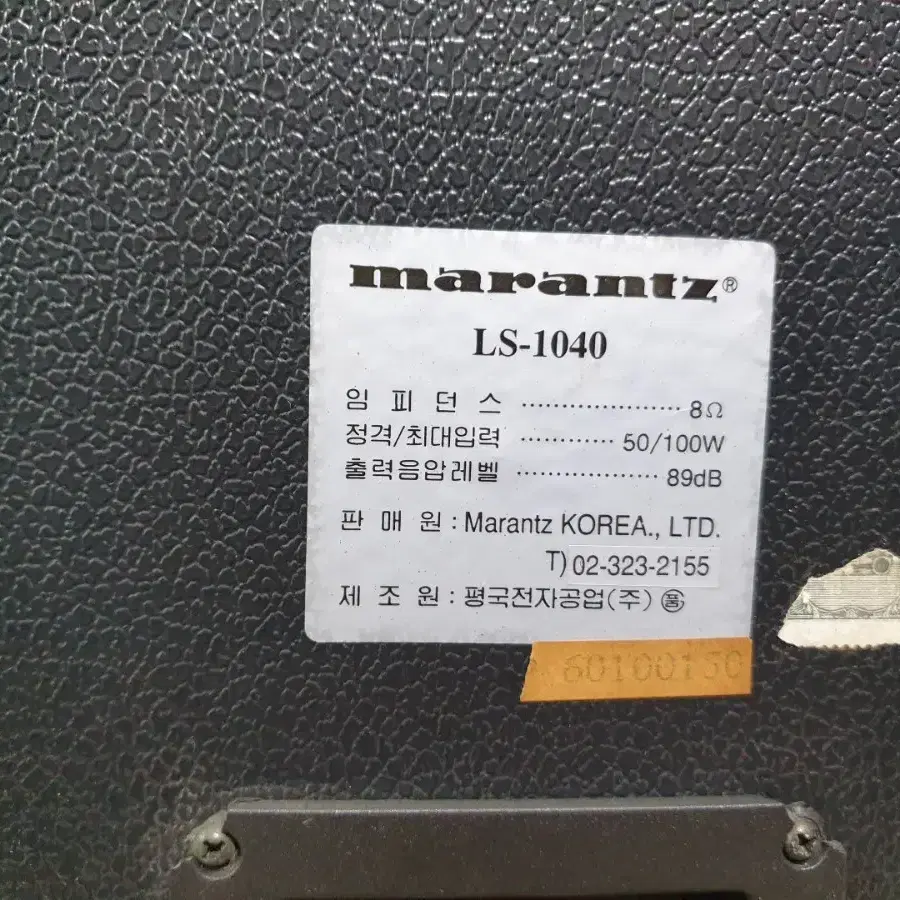 marantz®
LS-1040
임 피 던 스 ···················· 8Ω
정격/최대입력 ············ 50/100W
출력음압레벨 ·················· 89dB
판 매 원 : Marantz KOREA., LTD.
T) 02-323-2155
제 조 원 : 평국전자공업(주) ㊫
60100150